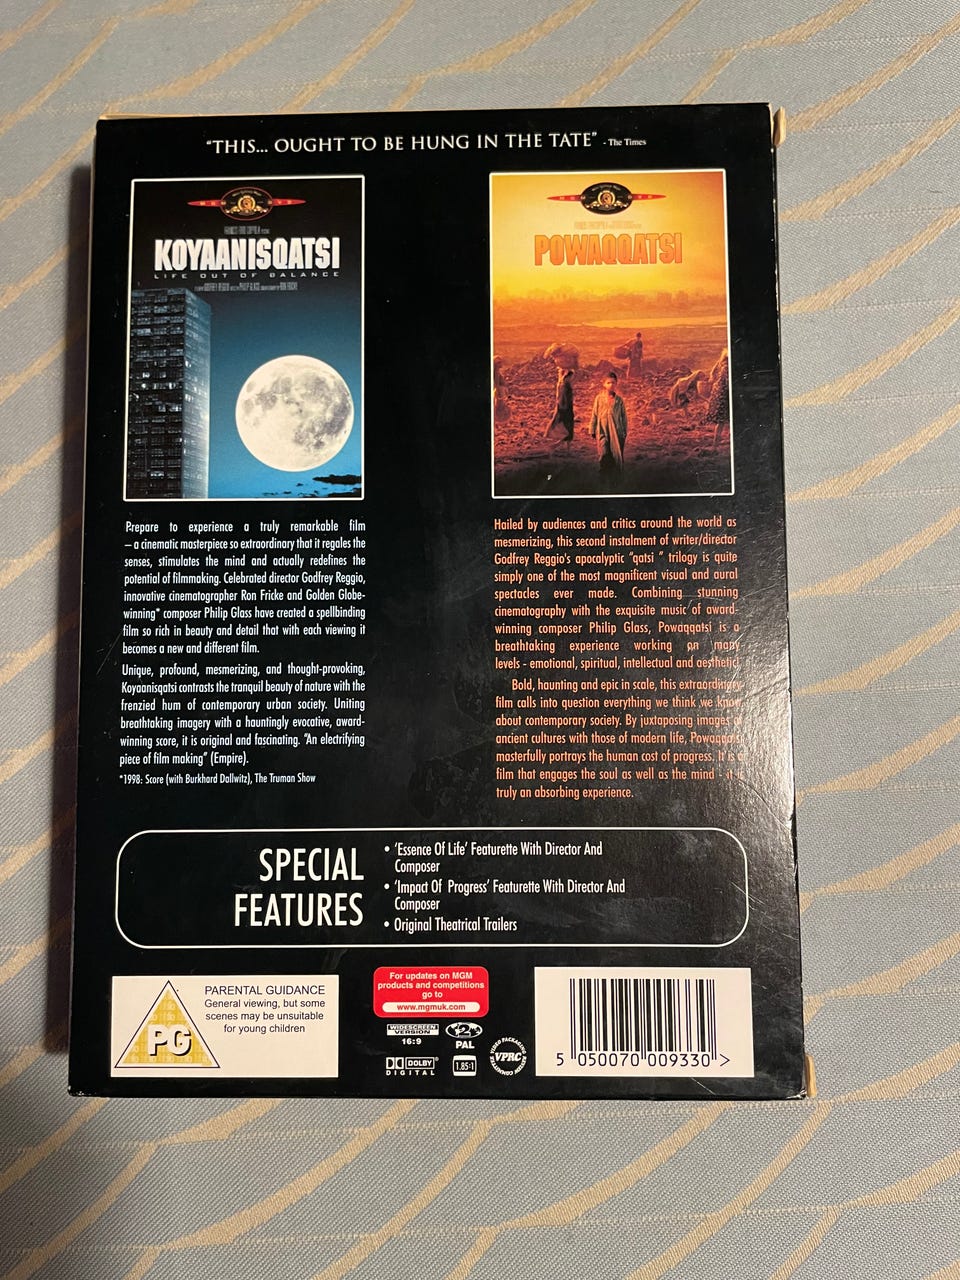 "THIS... OUGHT TO BE HUNG IN THE TATE" - The Times
KOYAANISQATSI
LIFE OUT OF BALANCE
POWAQQATSI
Prepare to experience a truly remarkable film
– a cinematic masterpiece so extraordinary that it regales the
senses, stimulates the mind and actually redefines the
potential of filmmaking. Celebrated director Godfrey Reggio,
innovative cinematographer Ron Fricke and Golden Globe-
winning* composer Philip Glass have created a spellbinding
film so rich in beauty and detail that with each viewing it
becomes a new and different film.
Unique, profound, mesmerizing, and thought-provoking,
Koyaanisqatsi contrasts the tranquil beauty of nature with the
frenzied hum of contemporary urban society. Uniting
breathtaking imagery with a hauntingly evocative, award-
winning score, it is original and fascinating. "An electrifying
piece of film making" (Empire).
*1998: Score (with Burkhard Dallwitz), The Truman Show
Hailed by audiences and critics around the world as
mesmerizing, this second instalment of writer/director
Godfrey Reggio's apocalyptic "qatsi " trilogy is quite
simply one of the most magnificent visual and aural
spectacles ever made. Combining stunning
cinematography with the exquisite music of award-
winning composer Philip Glass, Powaqqatsi is a
breathtaking experience working on many
levels - emotional, spiritual, intellectual and aesthetic.
Bold, haunting and epic in scale, this extraordinary
film calls into question everything we think we know
about contemporary society. By juxtaposing images of
ancient cultures with those of modern life, Powaqqatsi
masterfully portrays the human cost of progress. It is a
film that engages the soul as well as the mind - it is
truly an absorbing experience.
SPECIAL
FEATURES
• 'Essence Of Life' Featurette With Director And
Composer
• 'Impact Of Progress' Featurette With Director And
Composer
• Original Theatrical Trailers
PG
PARENTAL GUIDANCE
General viewing, but some
scenes may be unsuitable
for young children
For updates on MGM
products and competitions
go to
www.mgmuk.com
WIDESCREEN
VERSION
16:9
2
PAL
DOLBY
DIGITAL
1.85:1
VPRC
5 050070 009330 >